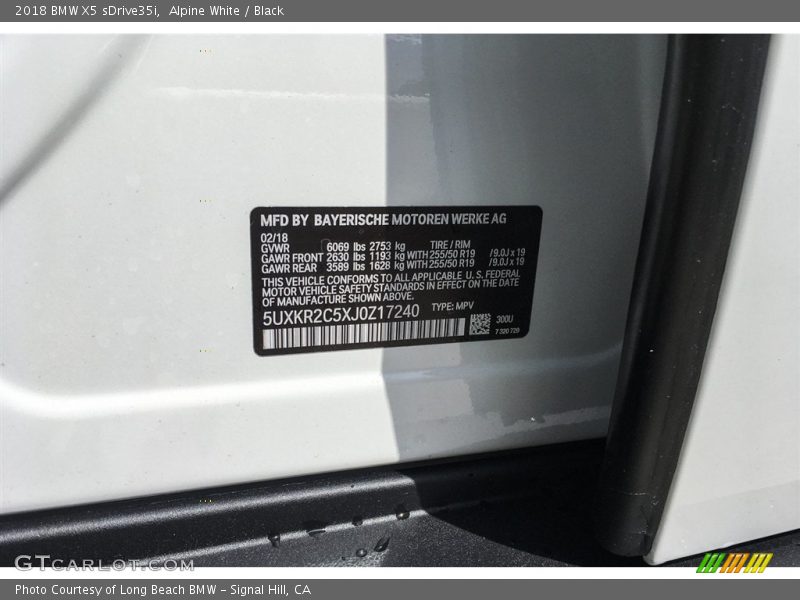 2018 BMW X5 sDrive35i,  Alpine White / Black
MFD BY BAYERISCHE MOTOREN WERKE AG
02/18
GVWR 6069 lbs 2753 kg TIRE / RIM
GAWR FRONT 2630 lbs 1193 kg WITH 255/50 R19 / 9.0J x 19
GAWR REAR 3589 lbs 1628 kg WITH 255/50 R19 / 9.0J x 19
THIS VEHICLE CONFORMS TO ALL APPLICABLE U. S. FEDERAL
MOTOR VEHICLE SAFETY STANDARDS IN EFFECT ON THE DATE
OF MANUFACTURE SHOWN ABOVE.
5UXKR2C5XJ0Z17240 TYPE: MPV
300U
7 320 720
GTcarlot.com
Photo Courtesy of Long Beach BMW - Signal Hill, CA